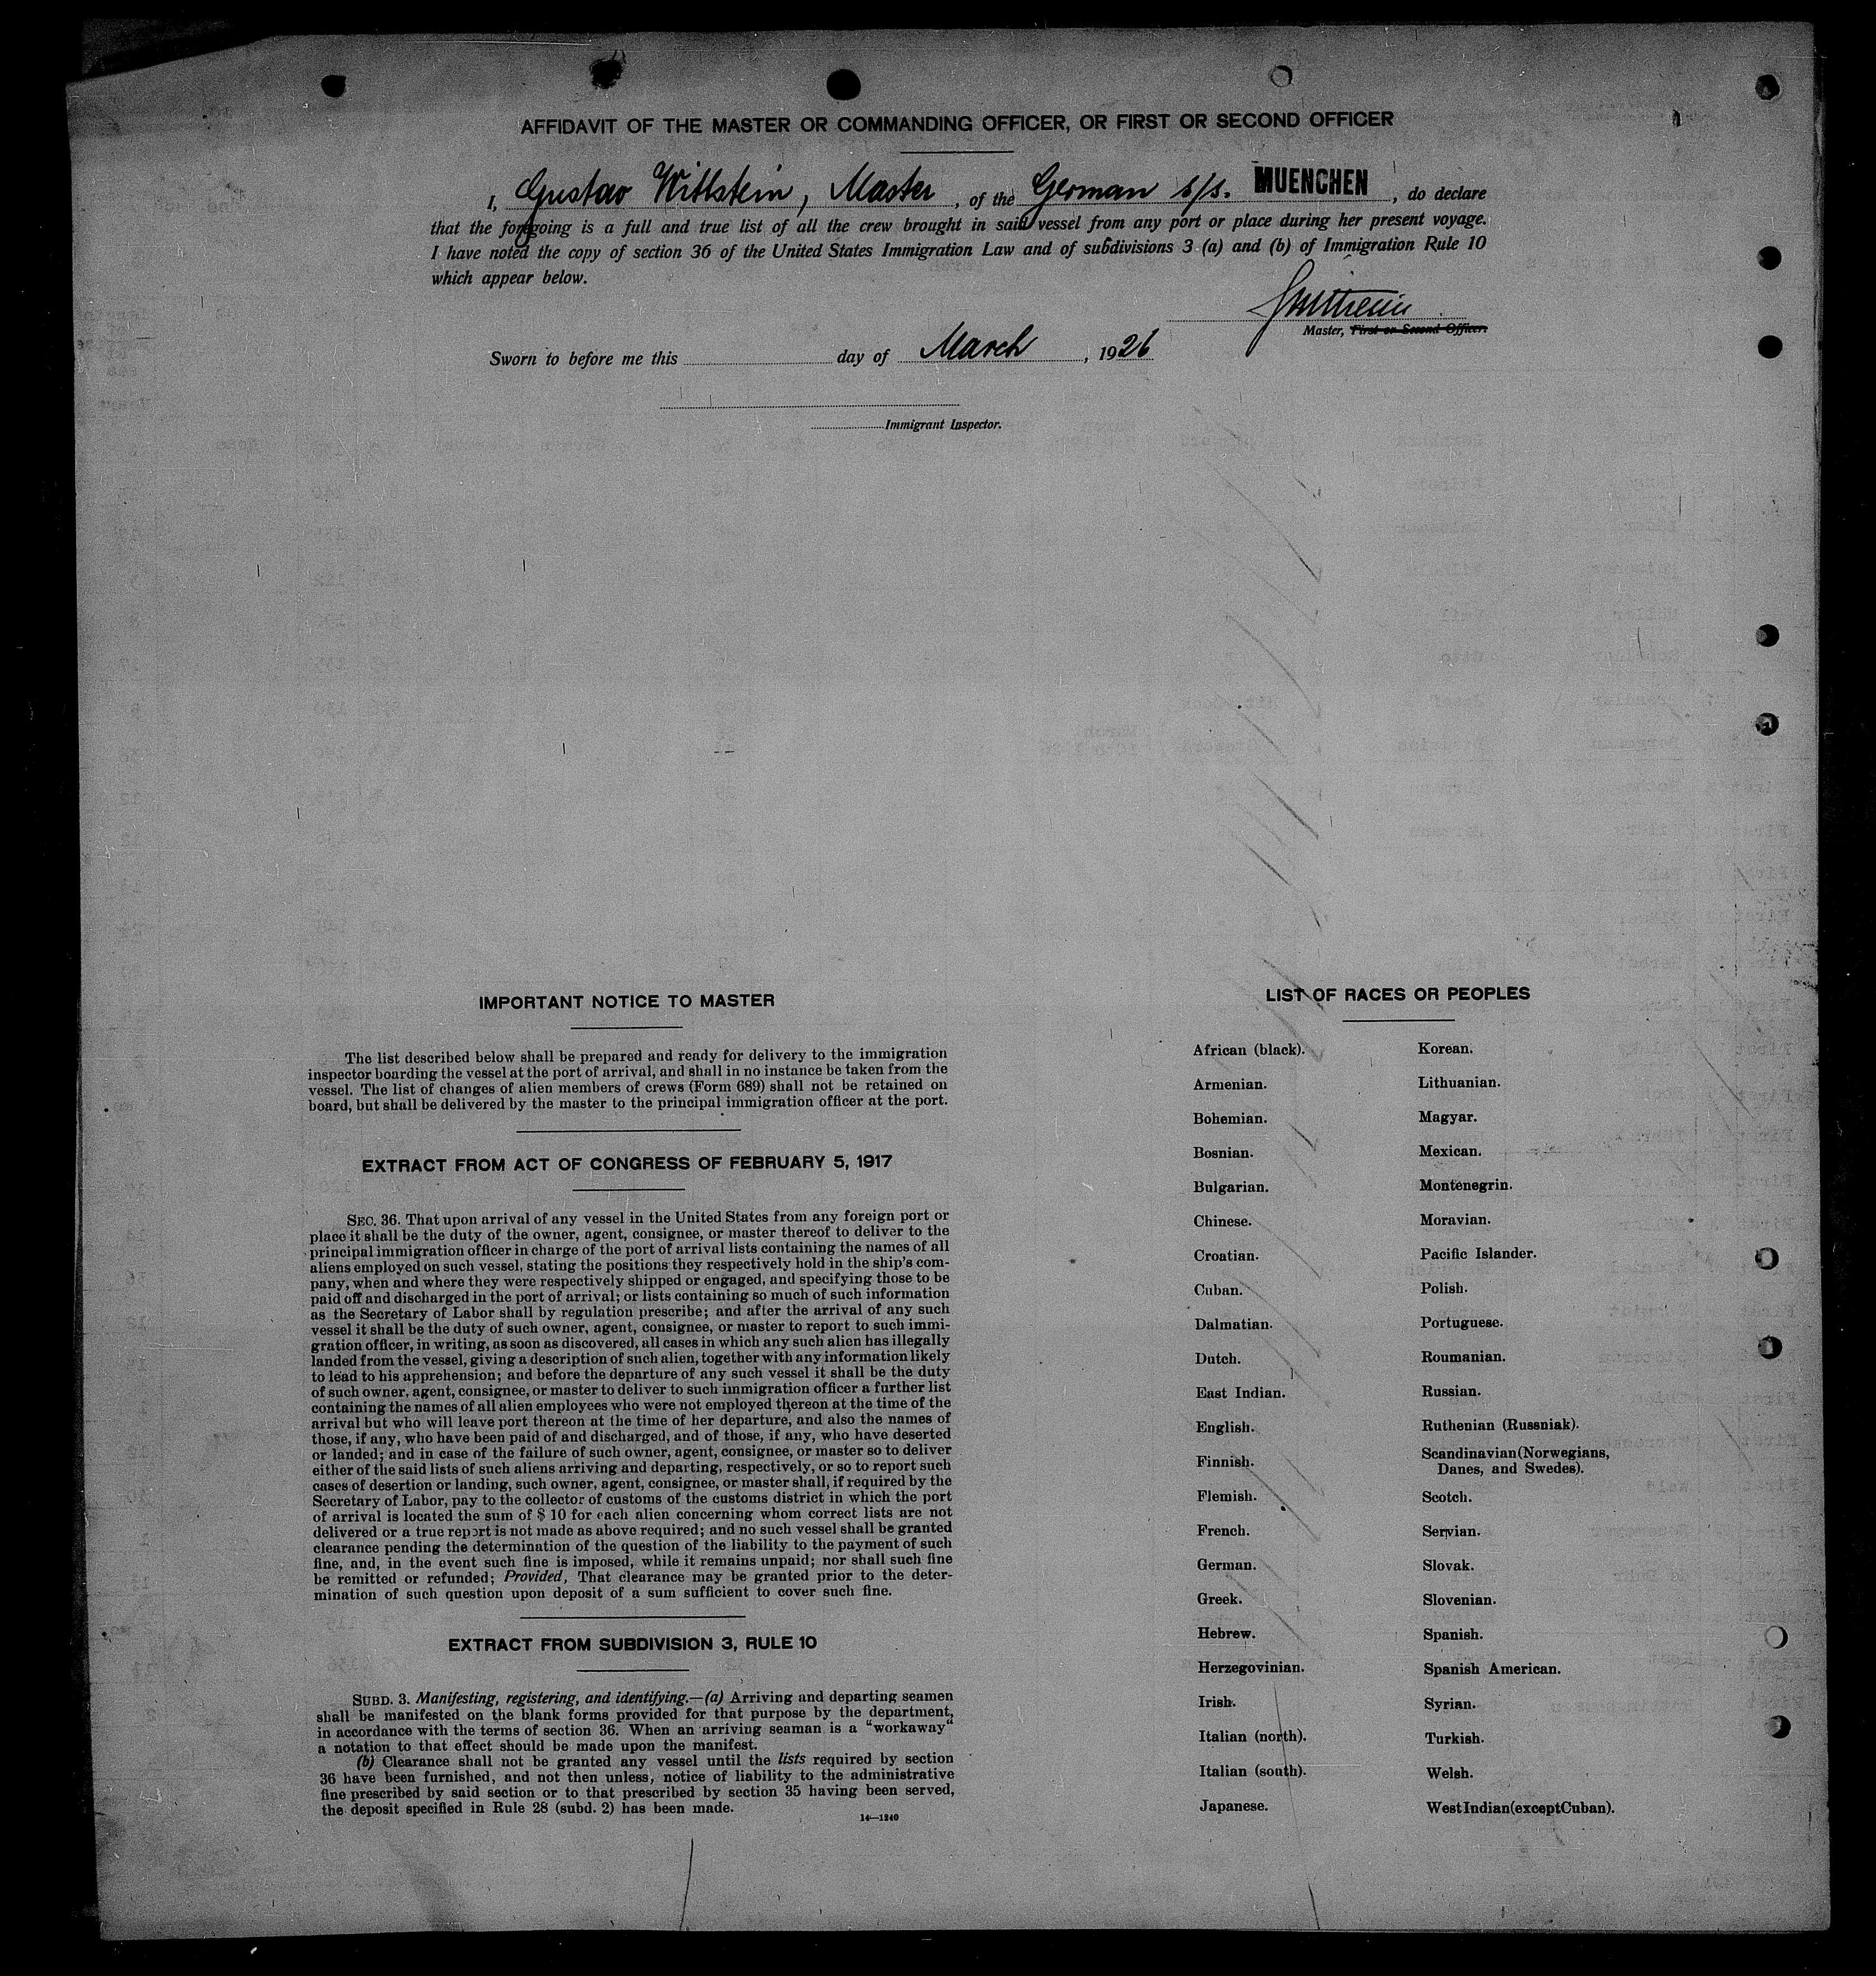 AFFIDAVIT OF THE MASTER OR COMMANDING OFFICER, OR FIRST OR SECOND OFFICER
I, Gustav Wittstein, Master, of the German s/s. MUENCHEN, do declare
that the foregoing is a full and true list of all the crew brought in said vessel from any port or place during her present voyage.
I have noted the copy of section 36 of the United States Immigration Law and of subdivisions 3 (a) and (b) of Immigration Rule 10
which appear below.
Master, First or Second Officer.
Sworn to before me this day of March, 1926
Immigrant Inspector.
IMPORTANT NOTICE TO MASTER
The list described below shall be prepared and ready for delivery to the immigration
inspector boarding the vessel at the port of arrival, and shall in no instance be taken from the
vessel. The list of changes of alien members of crews (Form 689) shall not be retained on
board, but shall be delivered by the master to the principal immigration officer at the port.
EXTRACT FROM ACT OF CONGRESS OF FEBRUARY 5, 1917
SEC. 36. That upon arrival of any vessel in the United States from any foreign port or
place it shall be the duty of the owner, agent, consignee, or master thereof to deliver to the
principal immigration officer in charge of the port of arrival lists containing the names of all
aliens employed on such vessel, stating the positions they respectively hold in the ship's com-
pany, when and where they were respectively shipped or engaged, and specifying those to be
paid off and discharged in the port of arrival; or lists containing so much of such information
as the Secretary of Labor shall by regulation prescribe; and after the arrival of any such
vessel it shall be the duty of such owner, agent, consignee, or master to report to such immi-
gration officer, in writing, as soon as discovered, all cases in which any such alien has illegally
landed from the vessel, giving a description of such alien, together with any information likely
to lead to his apprehension; and before the departure of any such vessel it shall be the duty
of such owner, agent, consignee, or master to deliver to such immigration officer a further list
containing the names of all alien employees who were not employed thereon at the time of the
arrival but who will leave port thereon at the time of her departure, and also the names of
those, if any, who have been paid of and discharged, and of those, if any, who have deserted
or landed; and in case of the failure of such owner, agent, consignee, or master so to deliver
either of the said lists of such aliens arriving and departing, respectively, or so to report such
cases of desertion or landing, such owner, agent, consignee, or master shall, if required by the
Secretary of Labor, pay to the collector of customs of the customs district in which the port
of arrival is located the sum of $ 10 for each alien concerning whom correct lists are not
delivered or a true report is not made as above required; and no such vessel shall be granted
clearance pending the determination of the question of the liability to the payment of such
fine, and, in the event such fine is imposed, while it remains unpaid; nor shall such fine
be remitted or refunded; Provided, That clearance may be granted prior to the deter-
mination of such question upon deposit of a sum sufficient to cover such fine.
EXTRACT FROM SUBDIVISION 3, RULE 10
SUBD. 3. Manifesting, registering, and identifying.—(a) Arriving and departing seamen
shall be manifested on the blank forms provided for that purpose by the department,
in accordance with the terms of section 36. When an arriving seaman is a “workaway“
a notation to that effect should be made upon the manifest.
(b) Clearance shall not be granted any vessel until the lists required by section
36 have been furnished, and not then unless, notice of liability to the administrative
fine prescribed by said section or to that prescribed by section 35 having been served,
the deposit specified in Rule 28 (subd. 2) has been made.
14—1240
LIST OF RACES OR PEOPLES
African (black).
Armenian.
Bohemian.
Bosnian.
Bulgarian.
Chinese.
Croatian.
Cuban.
Dalmatian.
Dutch.
East Indian.
English.
Finnish.
Flemish.
French.
German.
Greek.
Hebrew.
Herzegovinian.
Irish.
Italian (north).
Italian (south).
Japanese.
Korean.
Lithuanian.
Magyar.
Mexican.
Montenegrin.
Moravian.
Pacific Islander.
Polish.
Portuguese.
Roumanian.
Russian.
Ruthenian (Russniak).
Scandinavian (Norwegians,
Danes, and Swedes).
Scotch.
Servian.
Slovak.
Slovenian.
Spanish.
Spanish American.
Syrian.
Turkish.
Welsh.
West Indian (except Cuban).